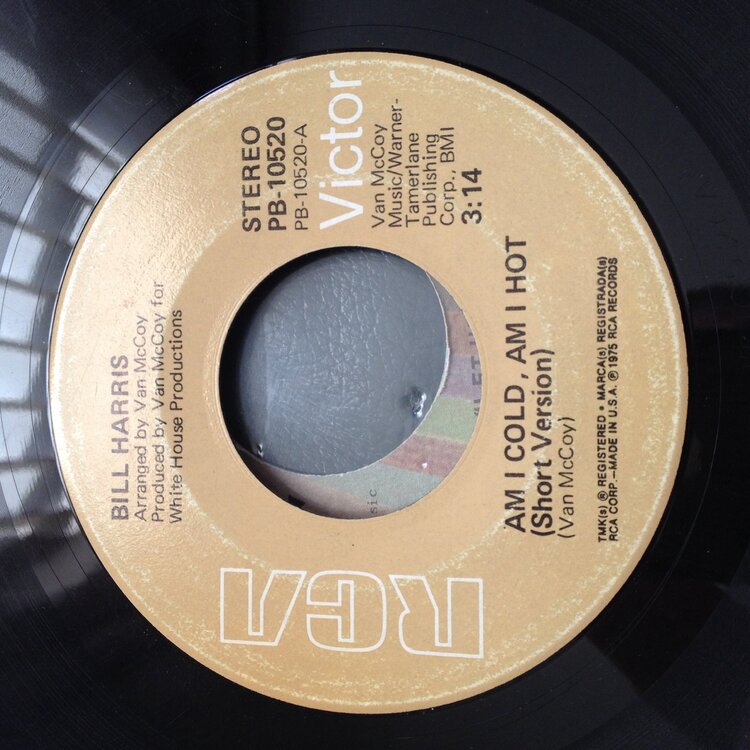 BILL HARRIS
Arranged by Van McCoy
Produced by Van McCoy for
White House Productions
RCA
Victor
STEREO
PB-10520
PB-10520-A
Van McCoy
Music/Warner-
Tamerlane
Publishing
Corp., BMI
3:14
AM I COLD, AM I HOT
(Short Version)
(Van McCoy)
TMK(s) ® REGISTERED • MARCA(s) REGISTRADA(s)
RCA CORP.–MADE IN U.S.A. ℗ 1975 RCA RECORDS
sic